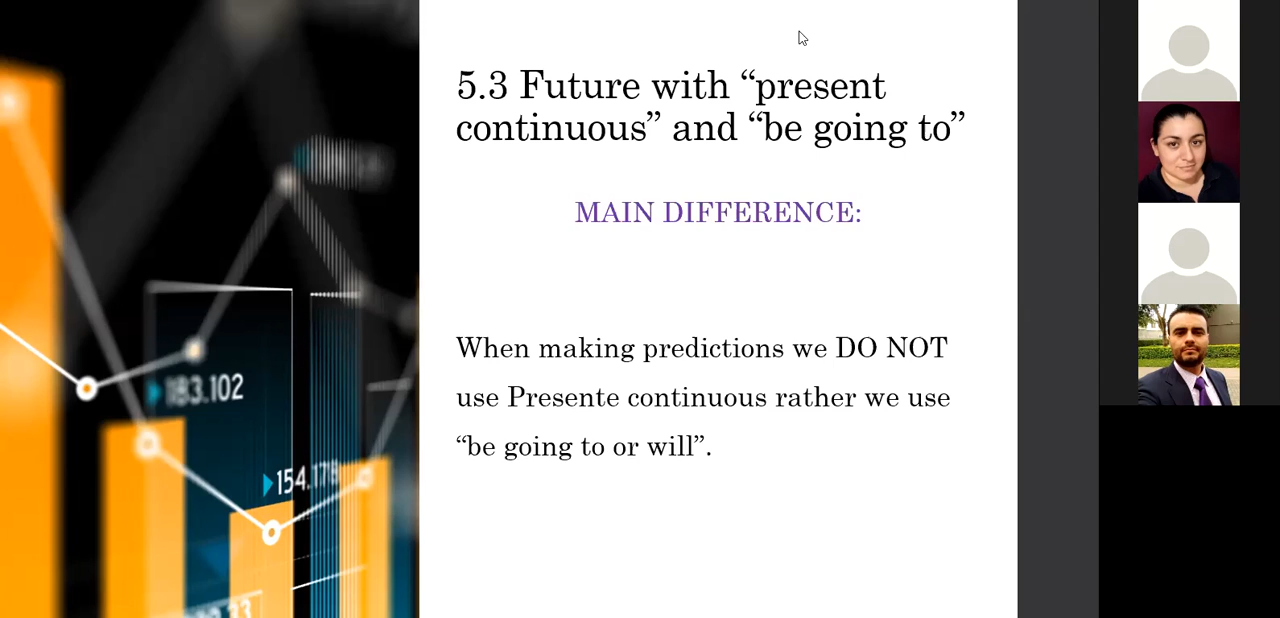 5.3 Future with “present
continuous” and “be going to”
MAIN DIFFERENCE:
When making predictions we DO NOT
use Presente continuous rather we use
“be going to or will”.
183.102
154.178